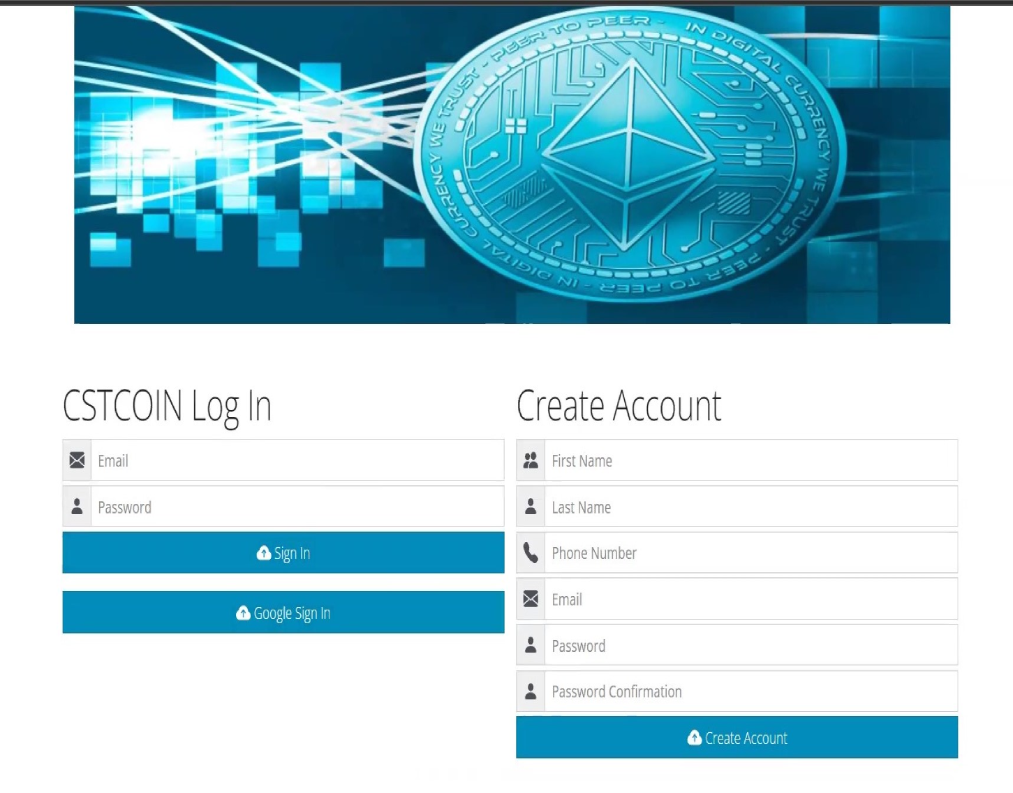 PEER TO PEER - IN DIGITAL CURRENCY WE TRUST - PEER TO PEER - IN DIGITAL CURRENCY WE TRUST -
CSTCOIN Log In
Email
Password
Sign In
Google Sign In
Create Account
First Name
Last Name
Phone Number
Email
Password
Password Confirmation
Create Account